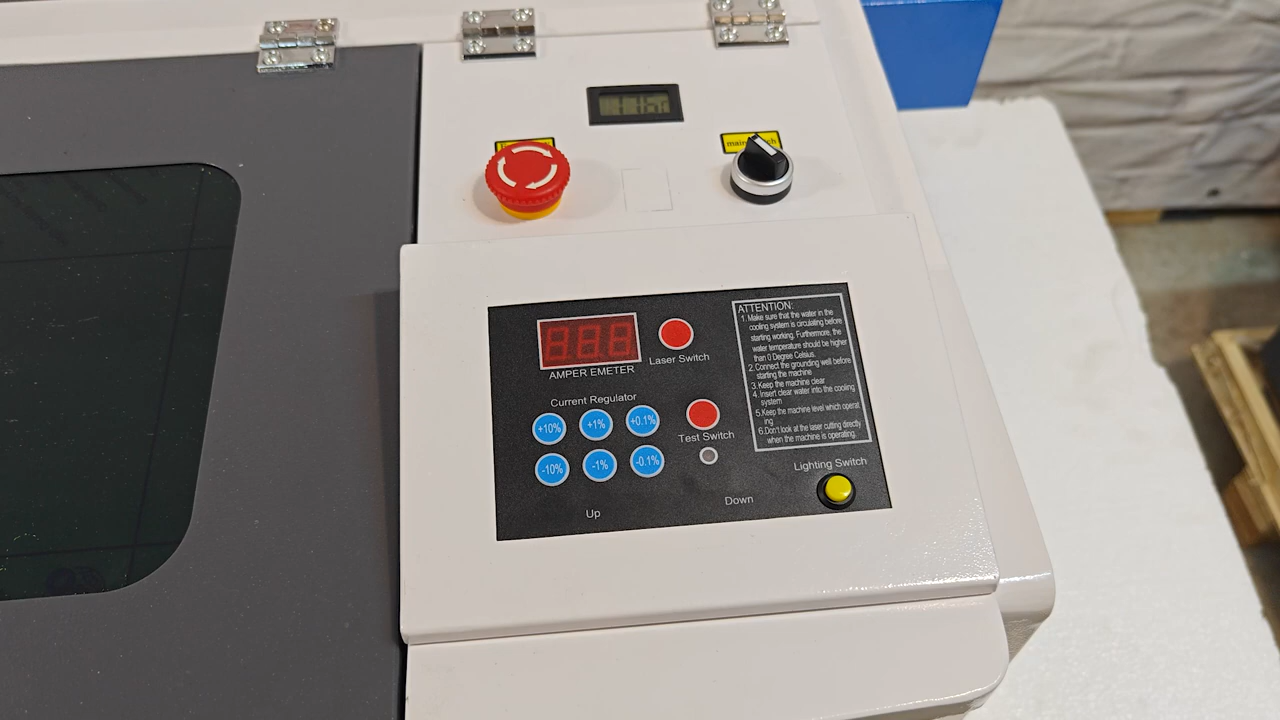 AMPER EMETER
Laser Switch
Current Regulator
+10%
+1%
+0.1%
-10%
-1%
-0.1%
Test Switch
Up
Down
Lighting Switch
ATTENTION:
1.Make sure that the water in the
cooling system is circulating before
starting working. Furthermore, the
water temperature should be higher
than 0 Degree Celsius.
2.Connect the grounding well before
starting the machine
3.Keep the machine clear
4.Insert clear water into the cooling
system
5.Keep the machine level which operat
ing
6.Don't look at the laser cutting directly
when the machine is operating.